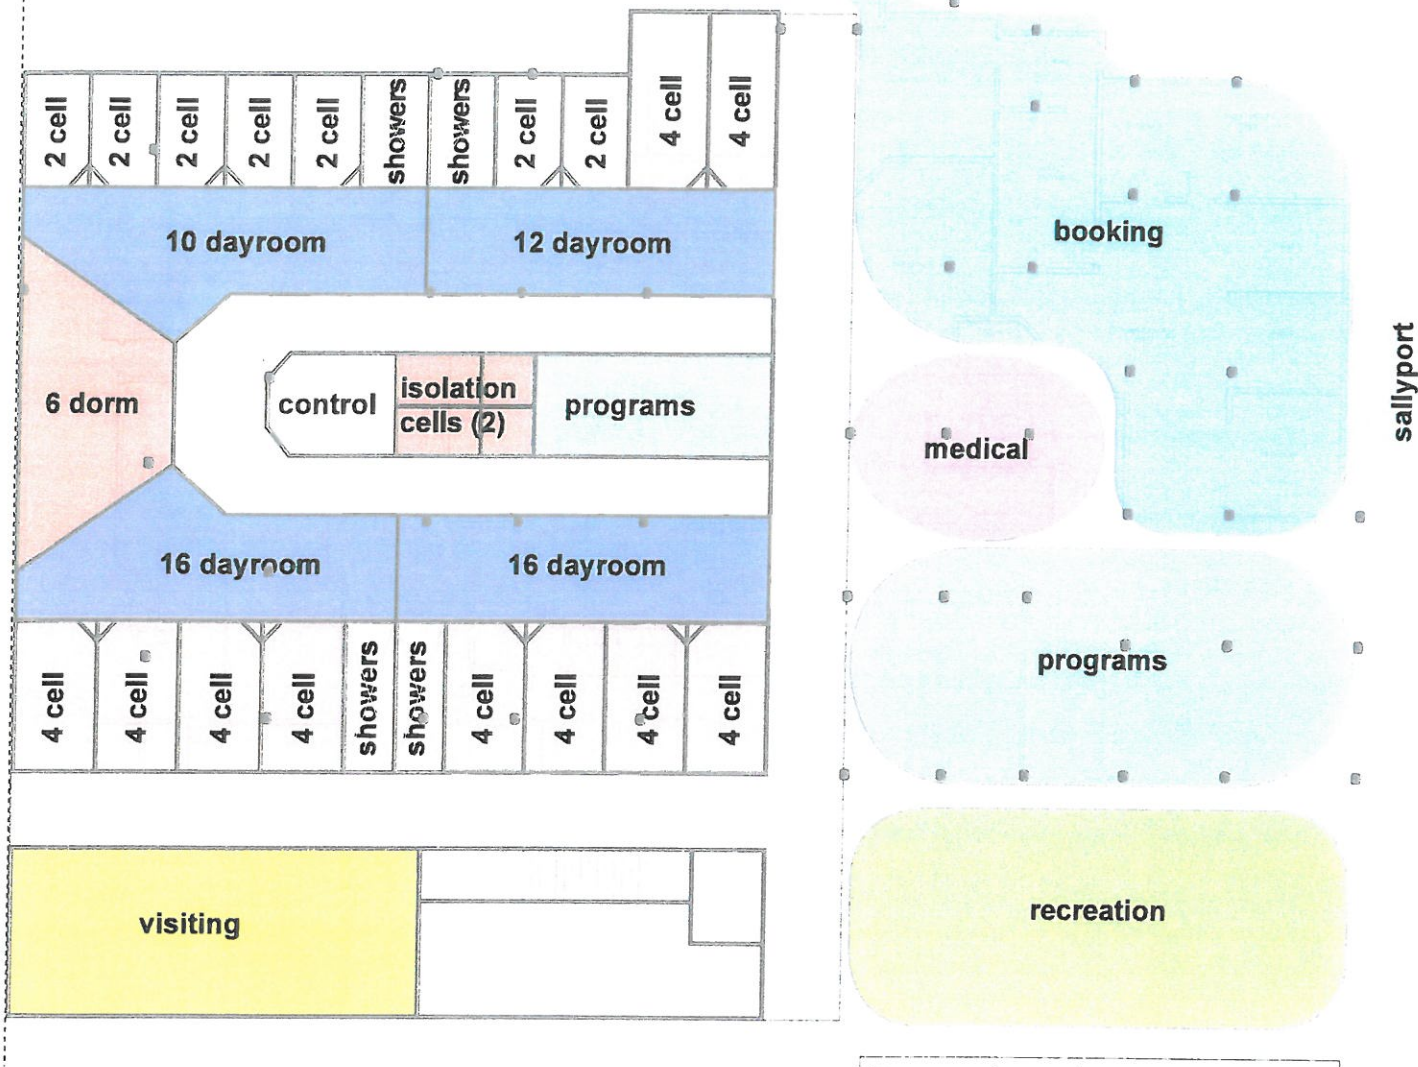 2 cell
2 cell
2 cell
2 cell
2 cell
showers
showers
2 cell
2 cell
4 cell
4 cell
10 dayroom
12 dayroom
booking
6 dorm
control
isolation
cells (2)
programs
medical
sallyport
16 dayroom
16 dayroom
4 cell
4 cell
4 cell
4 cell
showers
showers
4 cell
4 cell
4 cell
4 cell
programs
visiting
recreation